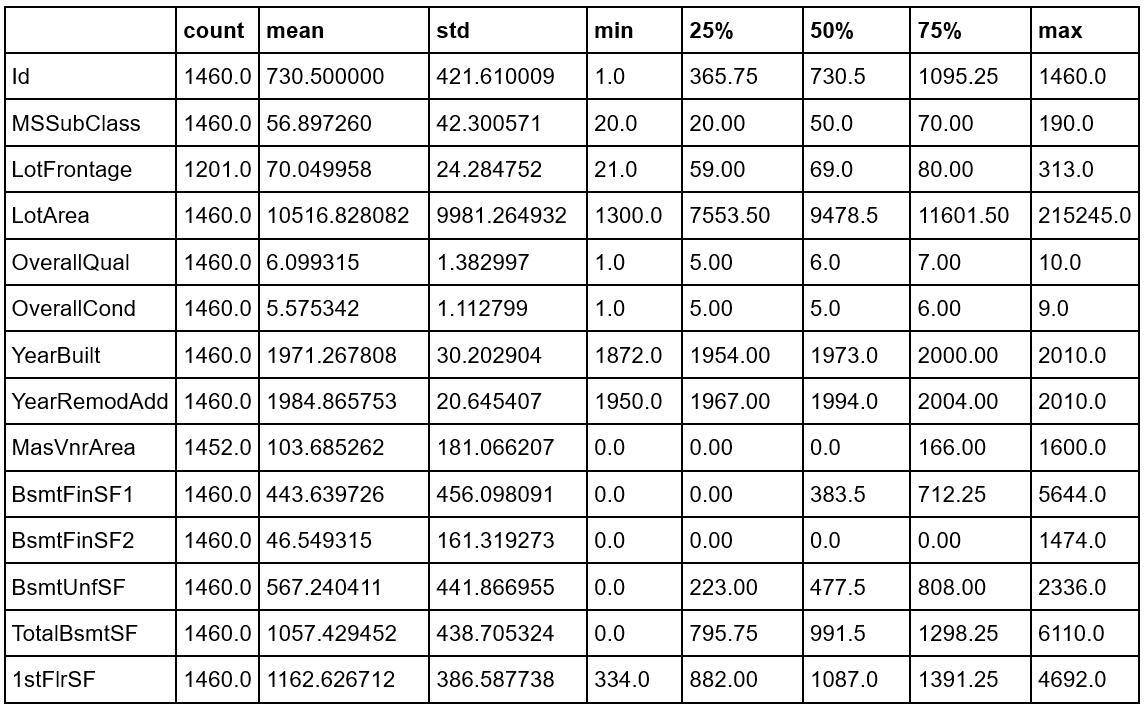 count mean std min 25% 50% 75% max
Id 1460.0 730.500000 421.610009 1.0 365.75 730.5 1095.25 1460.0
MSSubClass 1460.0 56.897260 42.300571 20.0 20.00 50.0 70.00 190.0
LotFrontage 1201.0 70.049958 24.284752 21.0 59.00 69.0 80.00 313.0
LotArea 1460.0 10516.828082 9981.264932 1300.0 7553.50 9478.5 11601.50 215245.0
OverallQual 1460.0 6.099315 1.382997 1.0 5.00 6.0 7.00 10.0
OverallCond 1460.0 5.575342 1.112799 1.0 5.00 5.0 6.00 9.0
YearBuilt 1460.0 1971.267808 30.202904 1872.0 1954.00 1973.0 2000.00 2010.0
YearRemodAdd 1460.0 1984.865753 20.645407 1950.0 1967.00 1994.0 2004.00 2010.0
MasVnrArea 1452.0 103.685262 181.066207 0.0 0.00 0.0 166.00 1600.0
BsmtFinSF1 1460.0 443.639726 456.098091 0.0 0.00 383.5 712.25 5644.0
BsmtFinSF2 1460.0 46.549315 161.319273 0.0 0.00 0.0 0.00 1474.0
BsmtUnfSF 1460.0 567.240411 441.866955 0.0 223.00 477.5 808.00 2336.0
TotalBsmtSF 1460.0 1057.429452 438.705324 0.0 795.75 991.5 1298.25 6110.0
1stFlrSF 1460.0 1162.626712 386.587738 334.0 882.00 1087.0 1391.25 4692.0